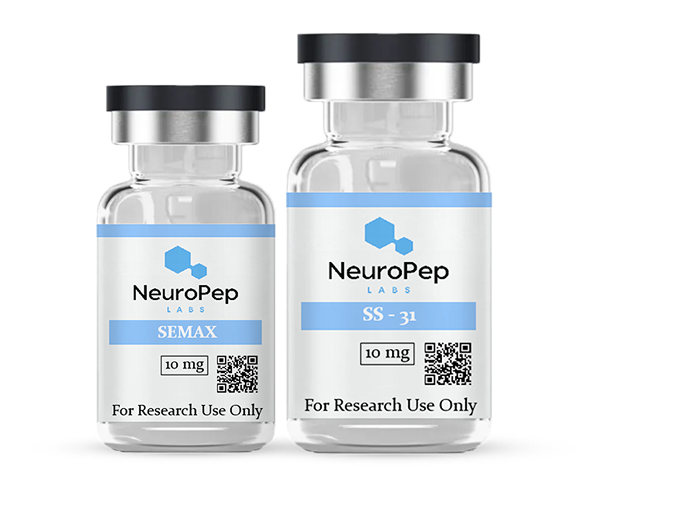 NeuroPep
LABS
SEMAX
10 mg
For Research Use Only
NeuroPep
LABS
SS - 31
10 mg
For Research Use Only